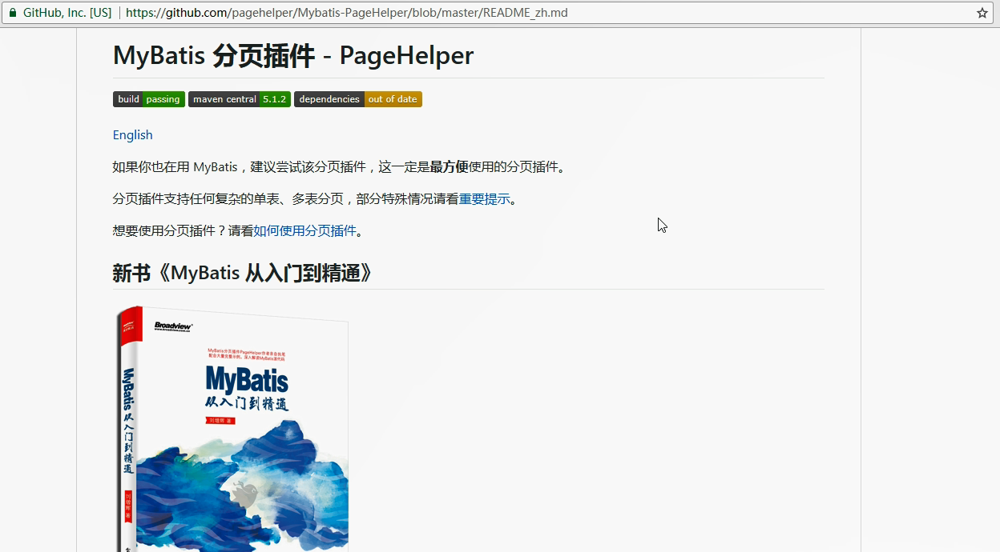 GitHub, Inc. [US] | https://github.com/pagehelper/Mybatis-PageHelper/blob/master/README_zh.md
MyBatis 分页插件 - PageHelper
build passing maven central 5.1.2 dependencies out of date
English
如果你也在用 MyBatis，建议尝试该分页插件，这一定是最方便使用的分页插件。
分页插件支持任何复杂的单表、多表分页，部分特殊情况请看重要提示。
想要使用分页插件？请看如何使用分页插件。
新书《MyBatis 从入门到精通》
Broadview
www.broadview.com.cn
MyBatis分页插件PageHelper作者亲自执笔
配合大量完整示例，深入解读MyBatis源代码
MyBatis
从入门到精通
刘增辉 著
MyBatis 从入门到精通
刘增辉 著